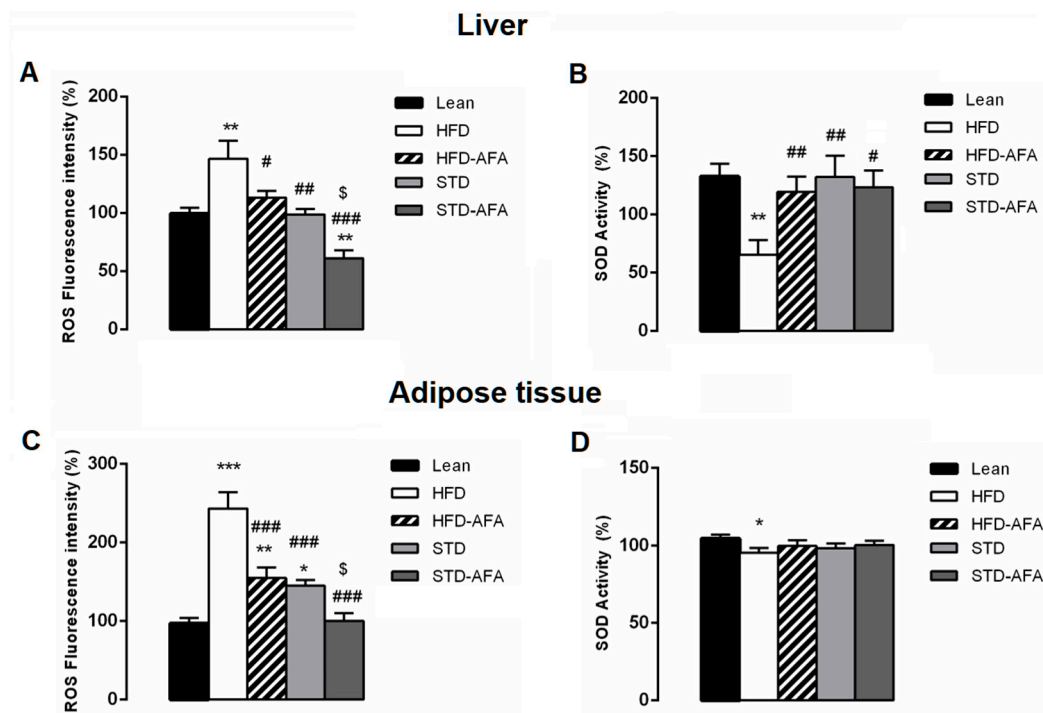 Liver
A
ROS Fluorescence intensity (%)
200
150
100
50
0
**
#
##
$
###
**
Lean
HFD
HFD-AFA
STD
STD-AFA
B
SOD Activity (%)
200
150
100
50
0
**
##
##
#
Lean
HFD
HFD-AFA
STD
STD-AFA
Adipose tissue
C
ROS Fluorescence intensity (%)
300
200
100
0
***
###
**
###
*
$
###
Lean
HFD
HFD-AFA
STD
STD-AFA
D
SOD Activity (%)
150
100
50
0
*
Lean
HFD
HFD-AFA
STD
STD-AFA